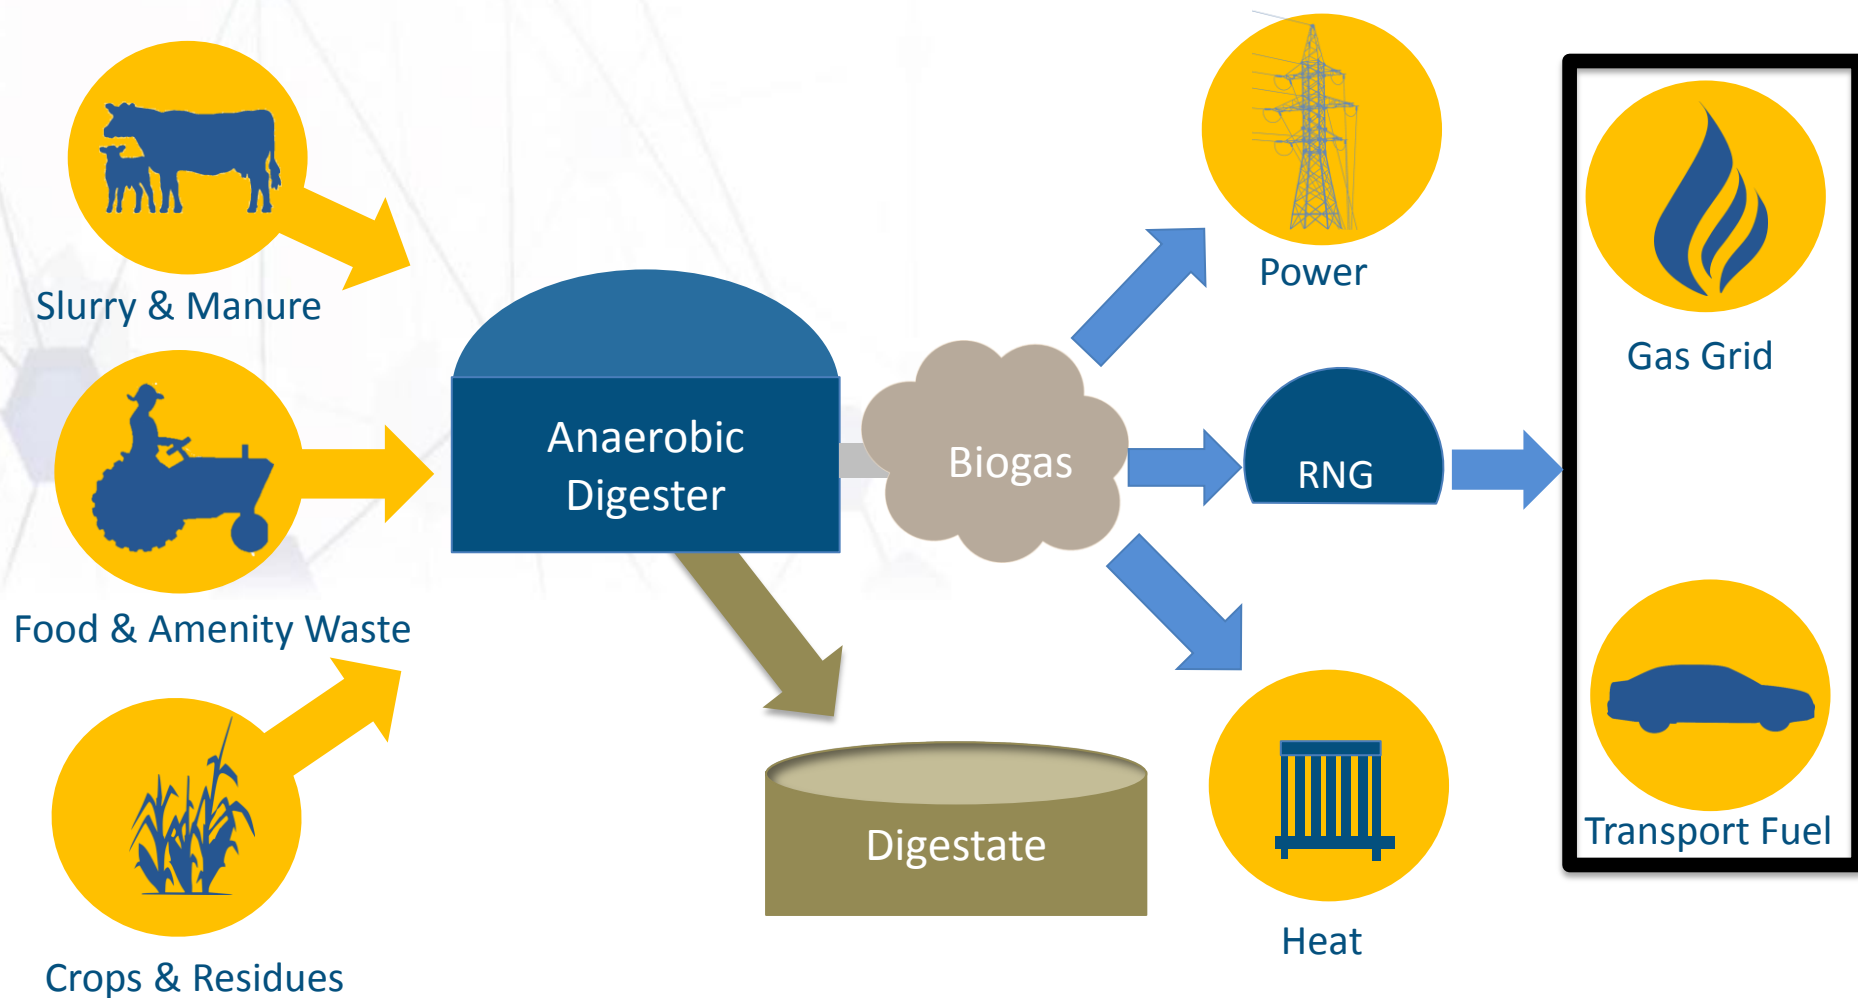 Slurry & Manure
Food & Amenity Waste
Crops & Residues
Anaerobic
Digester
Biogas
Digestate
Power
RNG
Heat
Gas Grid
Transport Fuel